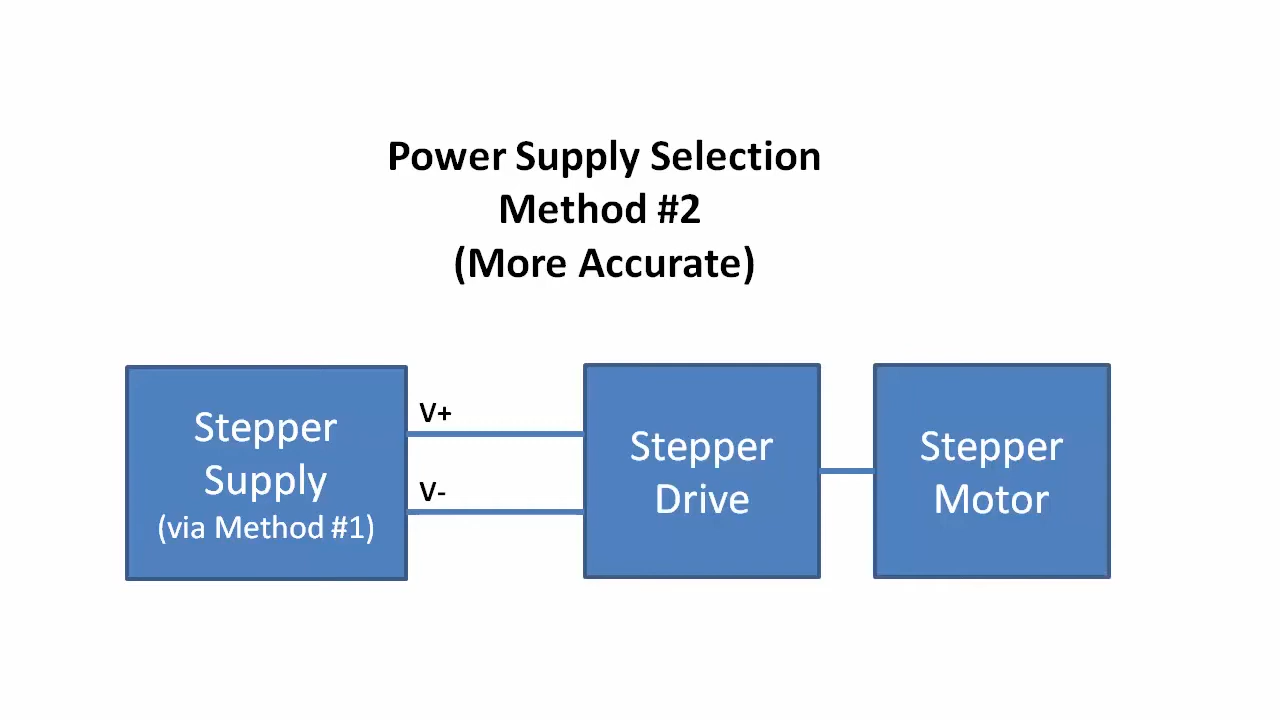 Power Supply Selection
Method #2
(More Accurate)
Stepper
Supply
(via Method #1)
V+
V-
Stepper
Drive
Stepper
Motor